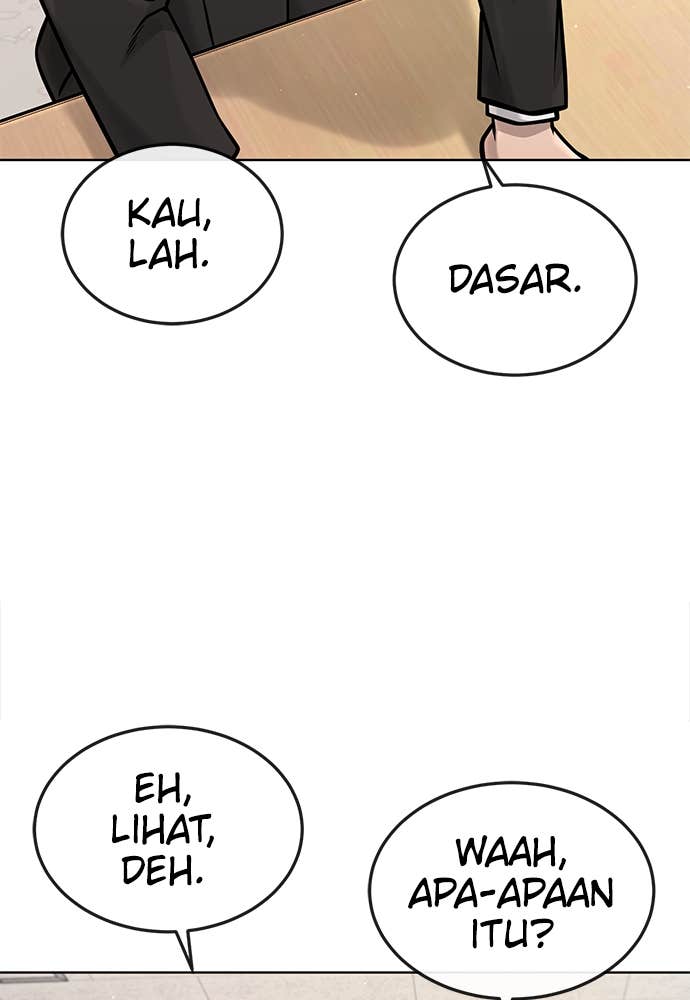 KAU,
LAH.
DASAR.
EH,
LIHAT,
DEH.
WAAH,
APA-APAAN
ITU?